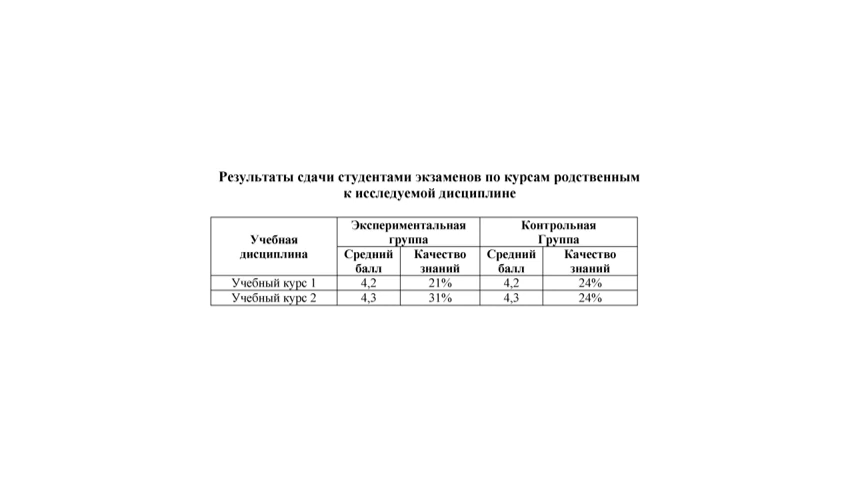 Результаты сдачи студентами экзаменов по курсам родственным
к исследуемой дисциплине
Учебная
дисциплина
Экспериментальная
группа
Контрольная
Группа
Средний
балл
Качество
знаний
Средний
балл
Качество
знаний
Учебный курс 1 4,2 21% 4,2 24%
Учебный курс 2 4,3 31% 4,3 24%